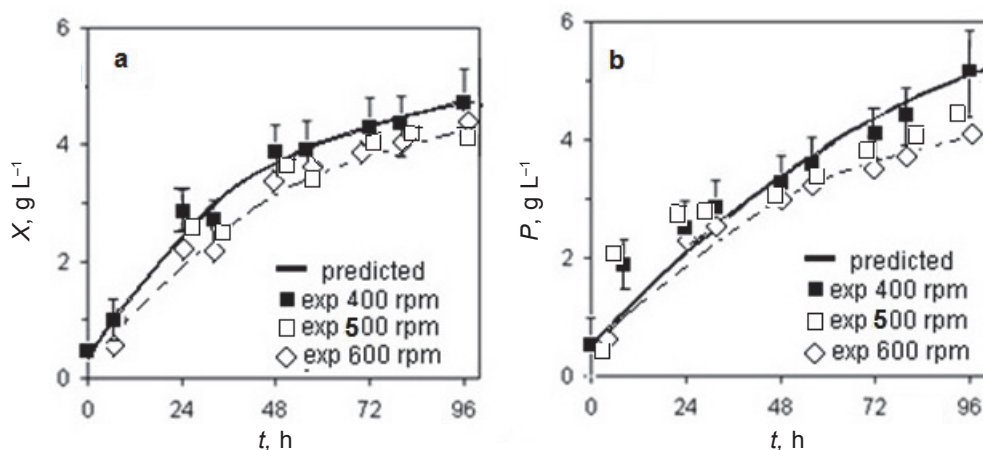 a
6
4
2
0
X, g L⁻¹
predicted
exp 400 rpm
exp 500 rpm
exp 600 rpm
0 24 48 72 96
t, h
b
6
4
2
0
P, g L⁻¹
predicted
exp 400 rpm
exp 500 rpm
exp 600 rpm
0 24 48 72 96
t, h